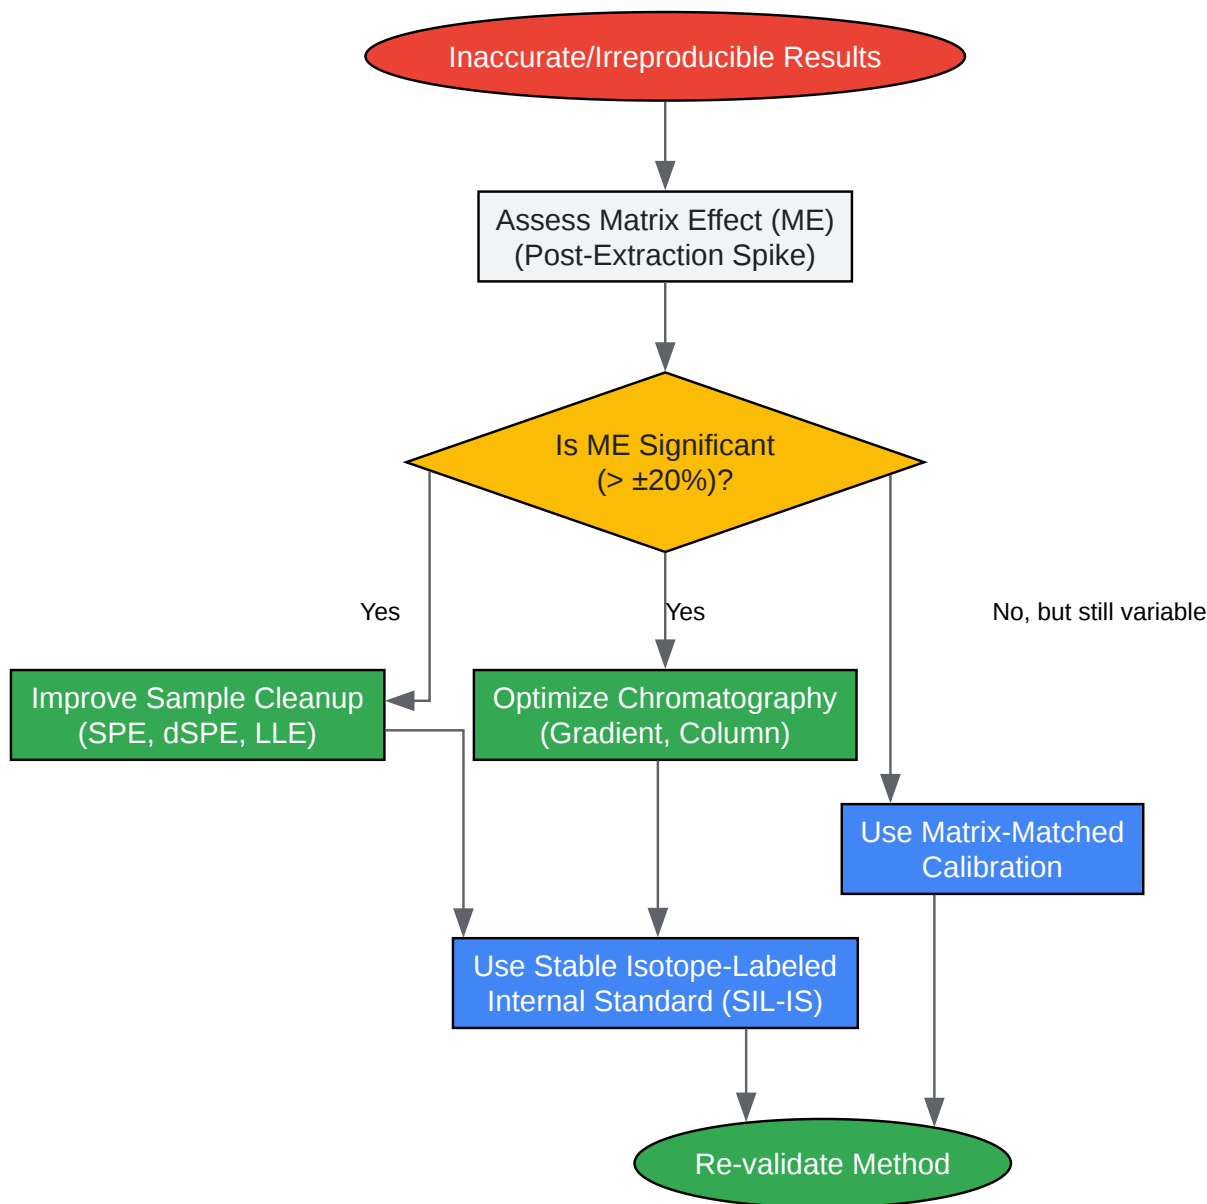 Inaccurate/Irreproducible Results
Assess Matrix Effect (ME)
(Post-Extraction Spike)
Is ME Significant
(> ±20%)?
Yes
Yes
No, but still variable
Improve Sample Cleanup
(SPE, dSPE, LLE)
Optimize Chromatography
(Gradient, Column)
Use Matrix-Matched
Calibration
Use Stable Isotope-Labeled
Internal Standard (SIL-IS)
Re-validate Method